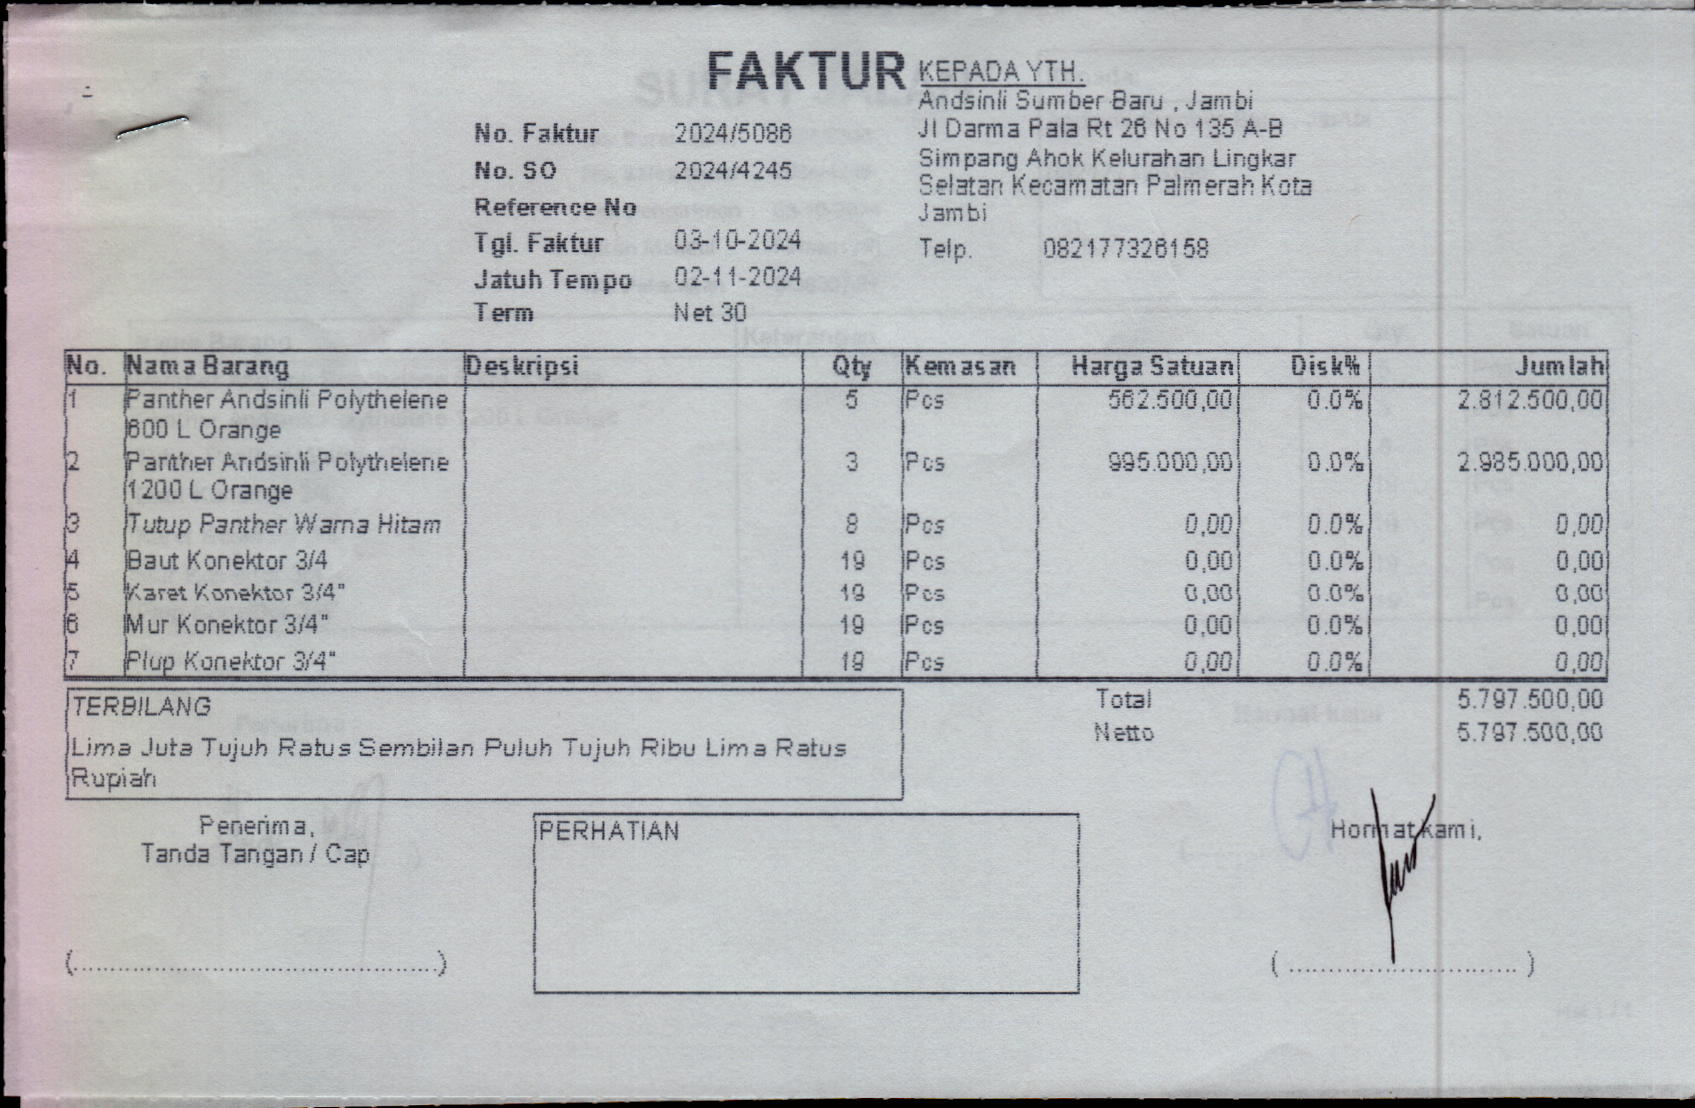 FAKTUR
No. Faktur 2024/5086
No. SO 2024/4245
Reference No
Tgl. Faktur 03-10-2024
Jatuh Tempo 02-11-2024
Term Net 30
KEPADA YTH.
Andsinli Sumber Baru , Jambi
Jl Darma Pala Rt 26 No 135 A-B
Simpang Ahok Kelurahan Lingkar
Selatan Kecamatan Palmerah Kota
Jambi
Telp. 082177326158
No. Nama Barang Deskripsi Qty Kemasan Harga Satuan Disk% Jumlah
1 Panther Andsinli Polythelene 5 Pcs 562.500,00 0.0% 2.812.500,00
600 L Orange
2 Panther Andsinli Polythelene 3 Pcs 995.000,00 0.0% 2.985.000,00
1200 L Orange
3 Tutup Panther Warna Hitam 8 Pcs 0,00 0.0% 0,00
4 Baut Konektor 3/4 19 Pcs 0,00 0.0% 0,00
5 Karet Konektor 3/4" 19 Pcs 0,00 0.0% 0,00
6 Mur Konektor 3/4" 19 Pcs 0,00 0.0% 0,00
7 Plup Konektor 3/4" 19 Pcs 0,00 0.0% 0,00
Total 5.797.500,00
Netto 5.797.500,00
TERBILANG
Lima Juta Tujuh Ratus Sembilan Puluh Tujuh Ribu Lima Ratus
Rupiah
Penerima,
Tanda Tangan / Cap
(..............................................)
PERHATIAN
Hormat kami,
( .............................. )